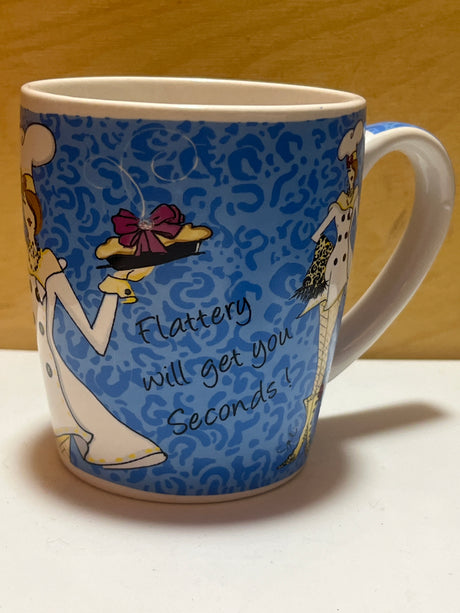 Flattery
will get you
Seconds !